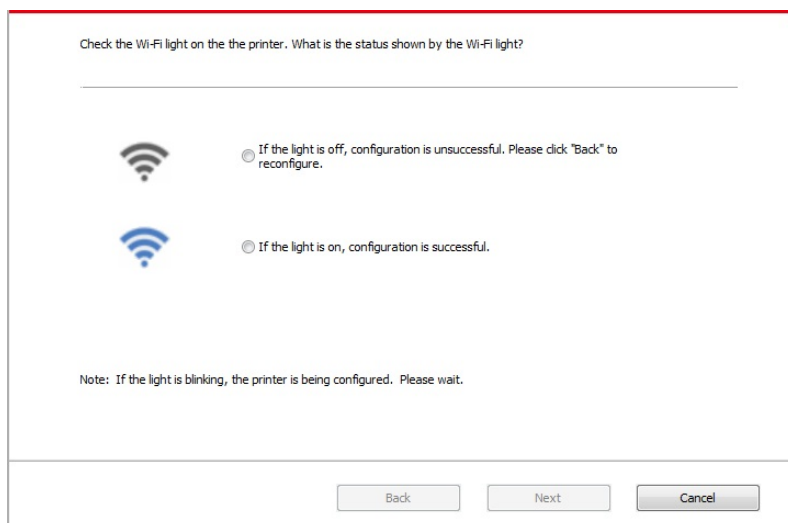 Check the Wi-Fi light on the the printer. What is the status shown by the Wi-Fi light?
If the light is off, configuration is unsuccessful. Please click "Back" to
reconfigure.
If the light is on, configuration is successful.
Note:  If the light is blinking, the printer is being configured.  Please wait.
Back
Next
Cancel